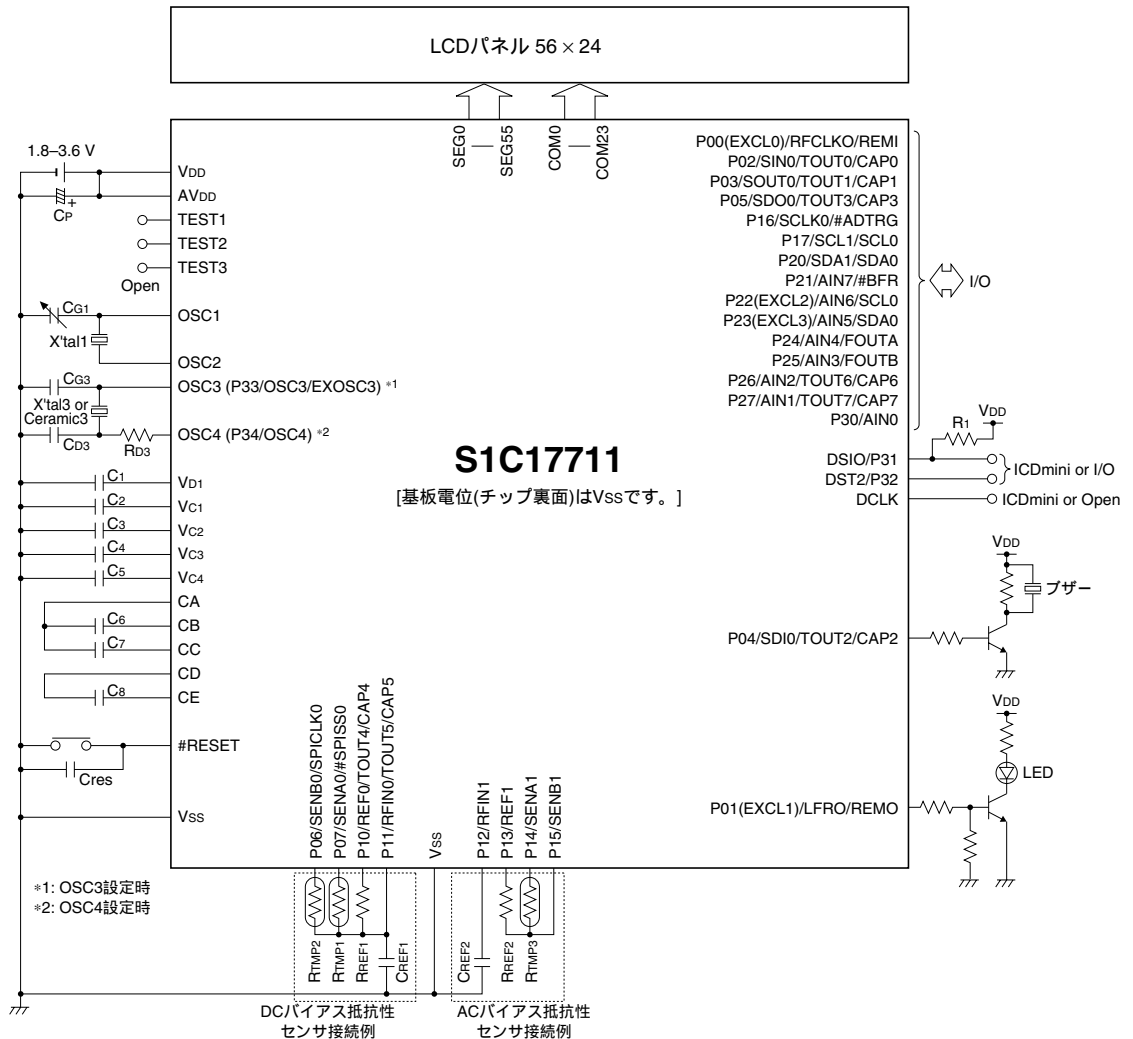 LCDパネル 56 × 24
SEG0
SEG55
COM0
COM23
1.8–3.6 V
CP
+
VDD
AVDD
TEST1
TEST2
TEST3
Open
CG1
X'tal1
OSC1
OSC2
CG3
X'tal3 or
Ceramic3
CD3
RD3
OSC3 (P33/OSC3/EXOSC3) *1
OSC4 (P34/OSC4) *2
C1
VD1
C2
VC1
C3
VC2
C4
VC3
C5
VC4
CA
C6
CB
C7
CC
CD
C8
CE
#RESET
Cres
VSS
S1C17711
[基板電位(チップ裏面)はVSSです。]
P00(EXCL0)/RFCLKO/REMI
P02/SIN0/TOUT0/CAP0
P03/SOUT0/TOUT1/CAP1
P05/SDO0/TOUT3/CAP3
P16/SCLK0/#ADTRG
P17/SCL1/SCL0
P20/SDA1/SDA0
P21/AIN7/#BFR
P22(EXCL2)/AIN6/SCL0
P23(EXCL3)/AIN5/SDA0
P24/AIN4/FOUTA
P25/AIN3/FOUTB
P26/AIN2/TOUT6/CAP6
P27/AIN1/TOUT7/CAP7
P30/AIN0
I/O
R1
VDD
DSIO/P31
DST2/P32
ICDmini or I/O
DCLK
ICDmini or Open
VDD
ブザー
P04/SDI0/TOUT2/CAP2
VDD
LED
P01(EXCL1)/LFRO/REMO
P06/SENB0/SPICLK0
P07/SENA0/#SPISS0
P10/REF0/TOUT4/CAP4
P11/RFIN0/TOUT5/CAP5
VSS
P12/RFIN1
P13/REF1
P14/SENA1
P15/SENB1
*1: OSC3設定時
*2: OSC4設定時
RTMP2
RTMP1
RREF1
CREF1
CREF2
RREF2
RTMP3
DCバイアス抵抗性
センサ接続例
ACバイアス抵抗性
センサ接続例